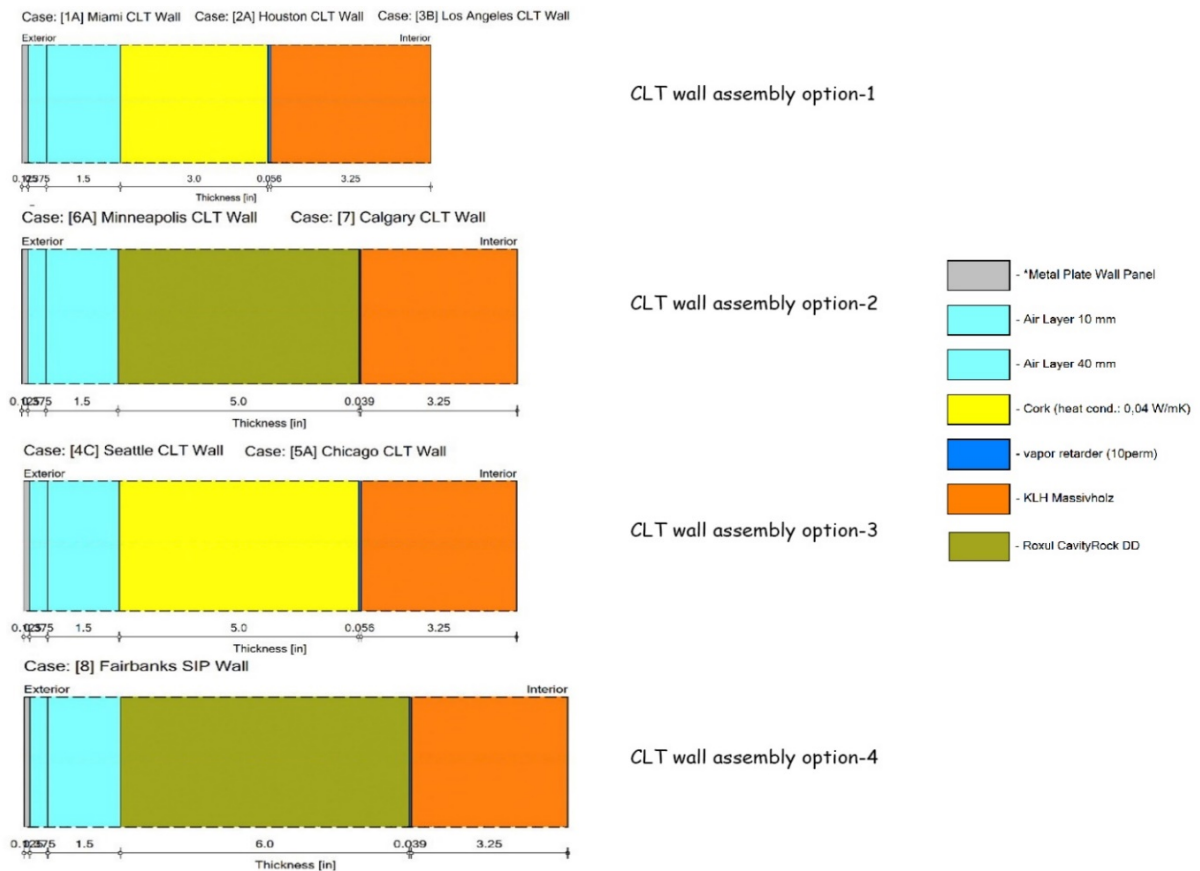 Case: [1A] Miami CLT Wall Case: [2A] Houston CLT Wall Case: [3B] Los Angeles CLT Wall
Exterior Interior
1.5 3.0 0.056 3.25
Thickness [in]
CLT wall assembly option-1
Case: [6A] Minneapolis CLT Wall Case: [7] Calgary CLT Wall
Exterior Interior
1.5 5.0 0.039 3.25
Thickness [in]
CLT wall assembly option-2
Case: [4C] Seattle CLT Wall Case: [5A] Chicago CLT Wall
Exterior Interior
1.5 5.0 0.056 3.25
Thickness [in]
CLT wall assembly option-3
Case: [8] Fairbanks SIP Wall
Exterior Interior
1.5 6.0 0.039 3.25
Thickness [in]
CLT wall assembly option-4
- *Metal Plate Wall Panel
- Air Layer 10 mm
- Air Layer 40 mm
- Cork (heat cond.: 0,04 W/mK)
- vapor retarder (10perm)
- KLH Massivholz
- Roxul CavityRock DD